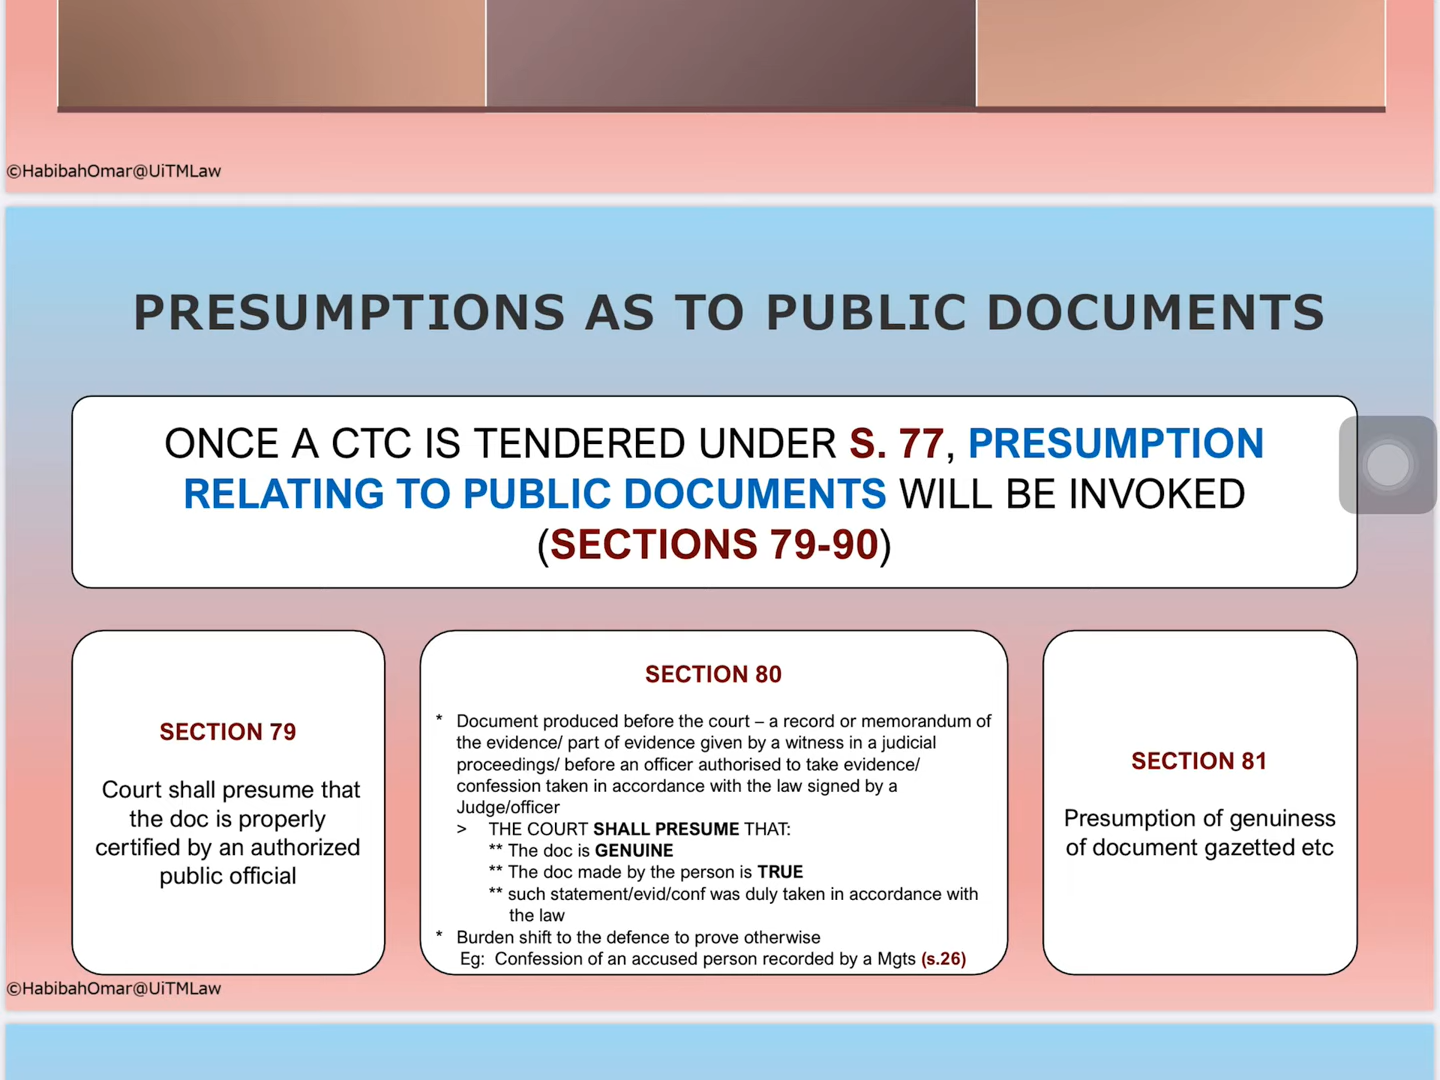 ©HabibahOmar@UiTMLaw
PRESUMPTIONS AS TO PUBLIC DOCUMENTS
ONCE A CTC IS TENDERED UNDER S. 77, PRESUMPTION
RELATING TO PUBLIC DOCUMENTS WILL BE INVOKED
(SECTIONS 79-90)
SECTION 79
Court shall presume that
the doc is properly
certified by an authorized
public official
SECTION 80
* Document produced before the court – a record or memorandum of
the evidence/ part of evidence given by a witness in a judicial
proceedings/ before an officer authorised to take evidence/
confession taken in accordance with the law signed by a
Judge/officer
> THE COURT SHALL PRESUME THAT:
** The doc is GENUINE
** The doc made by the person is TRUE
** such statement/evid/conf was duly taken in accordance with
the law
* Burden shift to the defence to prove otherwise
Eg: Confession of an accused person recorded by a Mgts (s.26)
SECTION 81
Presumption of genuiness
of document gazetted etc
©HabibahOmar@UiTMLaw